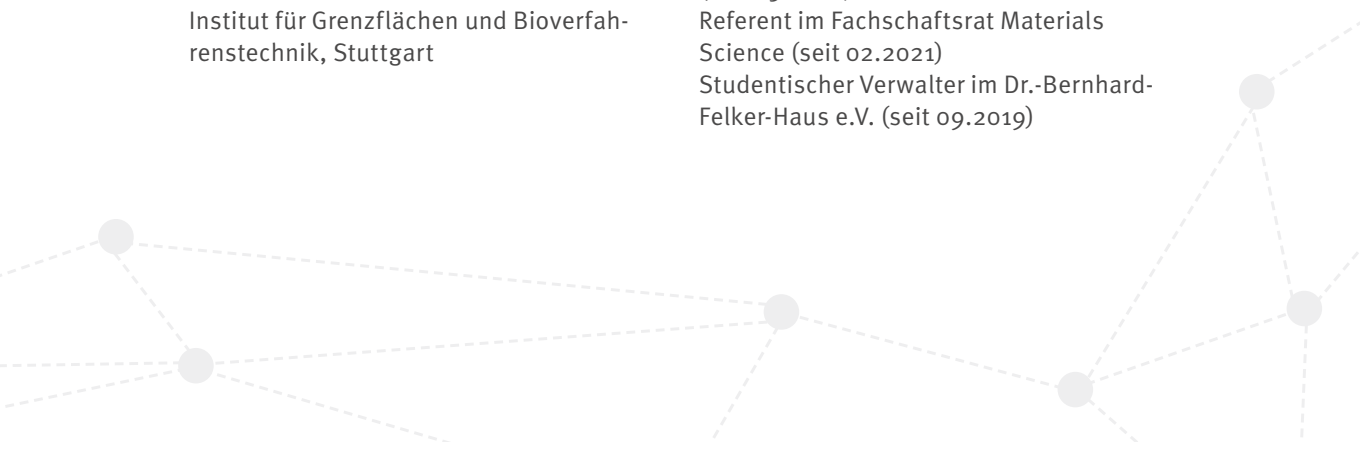 Institut für Grenzflächen und Bioverfah-
renstechnik, Stuttgart
Referent im Fachschaftsrat Materials
Science (seit 02.2021)
Studentischer Verwalter im Dr.-Bernhard-
Felker-Haus e.V. (seit 09.2019)